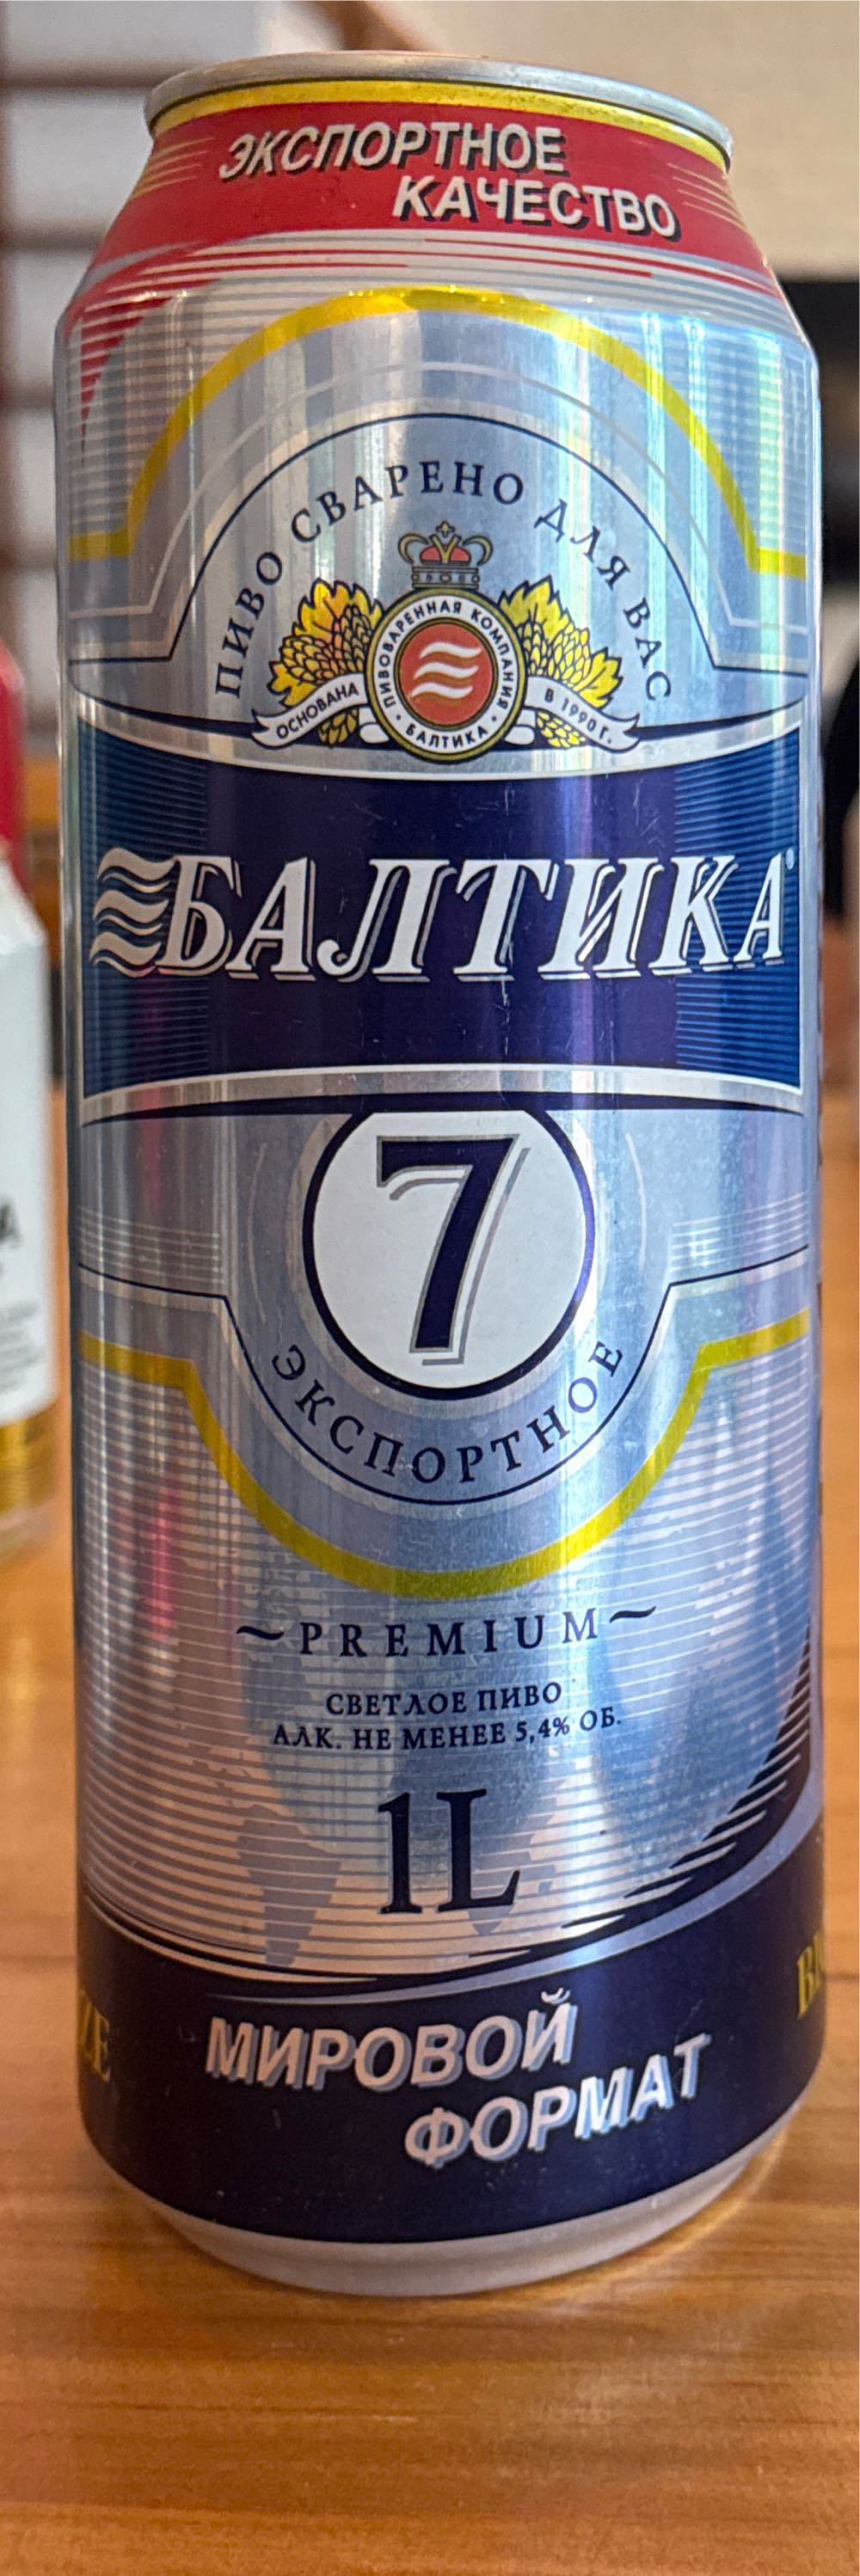 ЭКСПОРТНОЕ
КАЧЕСТВО
ПИВО СВАРЕНО ДЛЯ ВАС
ПИВОВАРЕННАЯ КОМПАНИЯ
• БАЛТИКА •
ОСНОВАНА
В 1990 Г.
БАЛТИКА®
7
ЭКСПОРТНОЕ
~PREMIUM~
СВЕТЛОЕ ПИВО
АЛК. НЕ МЕНЕЕ 5,4% ОБ.
1L
МИРОВОЙ
ФОРМАТ